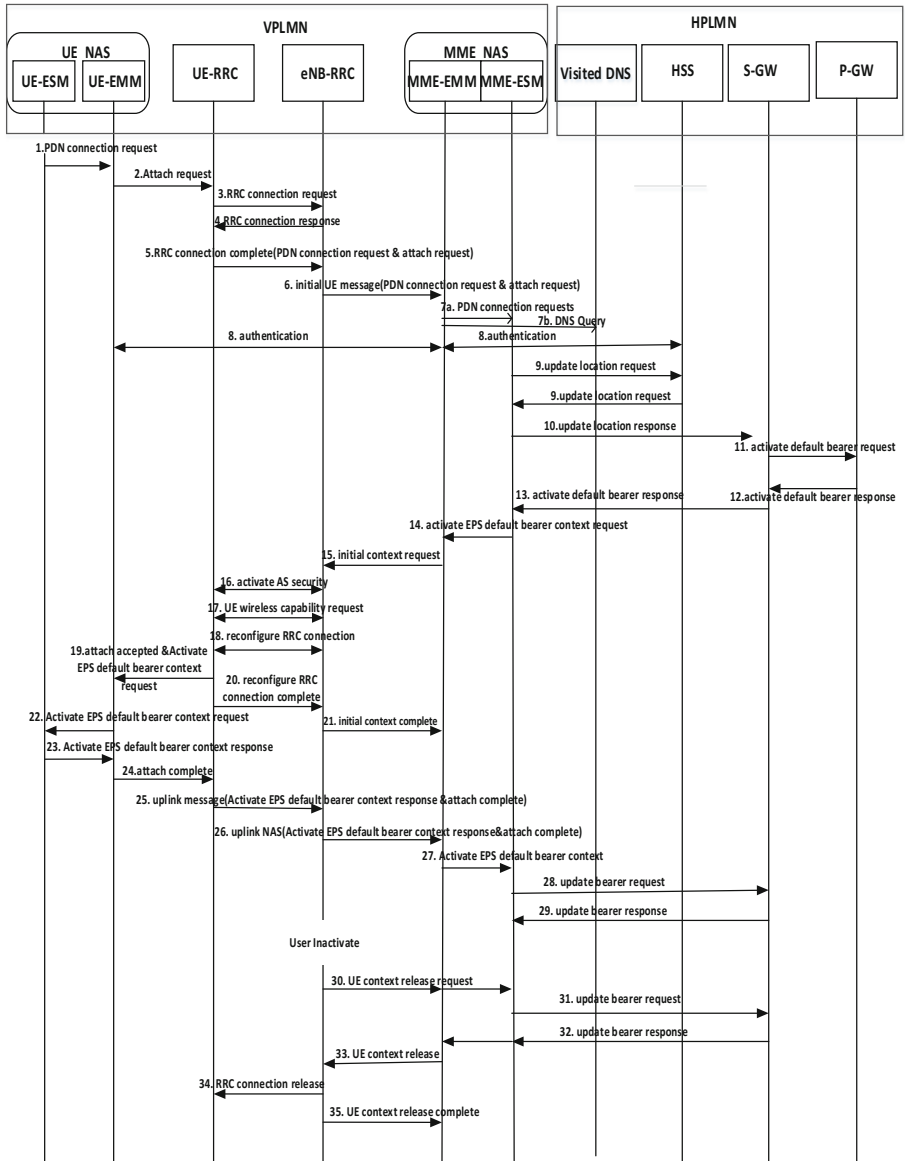 VPLMN
HPLMN
UE NAS
MME NAS
UE-ESM
UE-EMM
UE-RRC
eNB-RRC
MME-EMM
MME-ESM
Visited DNS
HSS
S-GW
P-GW
1.PDN connection request
2.Attach request
3.RRC connection request
4.RRC connection response
5.RRC connection complete(PDN connection request & attach request)
6. initial UE message(PDN connection request & attach request)
7a. PDN connection requests
7b. DNS Query
8. authentication
8.authentication
9.update location request
9.update location request
10.update location response
11. activate default bearer request
12.activate default bearer response
13. activate default bearer response
14. activate EPS default bearer context request
15. initial context request
16. activate AS security
17. UE wireless capability request
18. reconfigure RRC connection
19.attach accepted &Activate
EPS default bearer context
request
20. reconfigure RRC
connection complete
21. initial context complete
22. Activate EPS default bearer context request
23. Activate EPS default bearer context response
24.attach complete
25. uplink message(Activate EPS default bearer context response &attach complete)
26. uplink NAS(Activate EPS default bearer context response&attach complete)
27. Activate EPS default bearer context
28. update bearer request
29. update bearer response
User Inactivate
30. UE context release request
31. update bearer request
32. update bearer response
33. UE context release
34. RRC connection release
35. UE context release complete